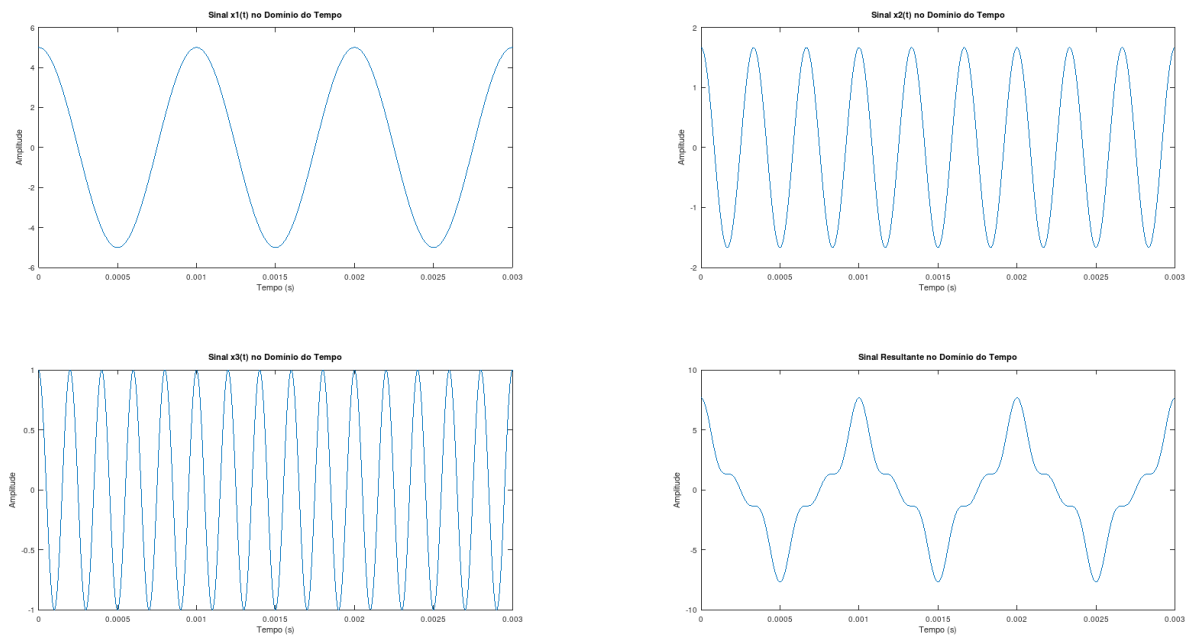 Sinal x1(t) no Domínio do Tempo
6
4
2
0
-2
-4
-6
Amplitude
0 0.0005 0.001 0.0015 0.002 0.0025 0.003
Tempo (s)
Sinal x2(t) no Domínio do Tempo
2
1
0
-1
-2
Amplitude
0 0.0005 0.001 0.0015 0.002 0.0025 0.003
Tempo (s)
Sinal x3(t) no Domínio do Tempo
1
0.5
0
-0.5
-1
Amplitude
0 0.0005 0.001 0.0015 0.002 0.0025 0.003
Tempo (s)
Sinal Resultante no Domínio do Tempo
10
5
0
-5
-10
Amplitude
0 0.0005 0.001 0.0015 0.002 0.0025 0.003
Tempo (s)